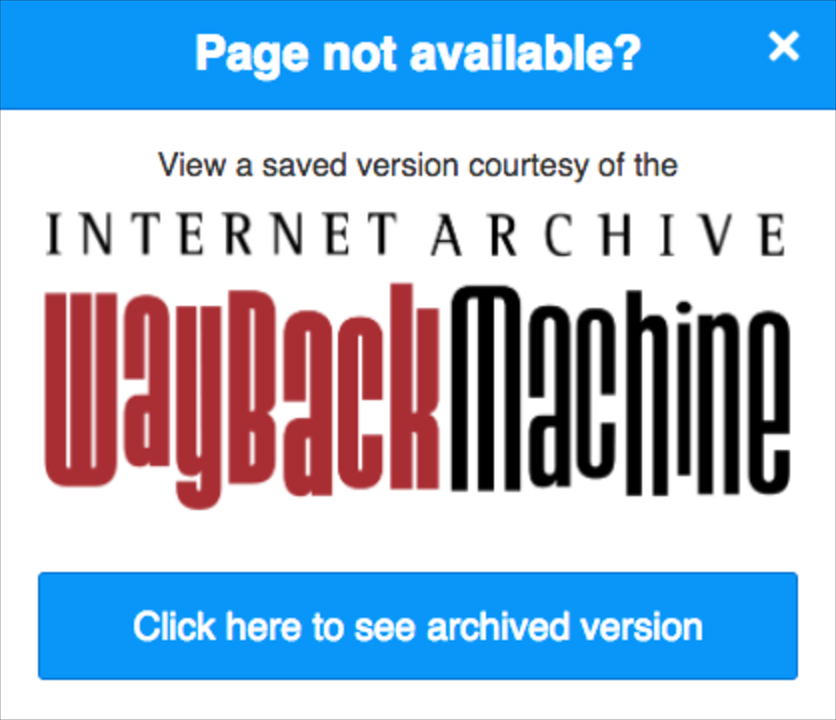 Page not available?
View a saved version courtesy of the
INTERNET ARCHIVE
WayBackMachine
Click here to see archived version